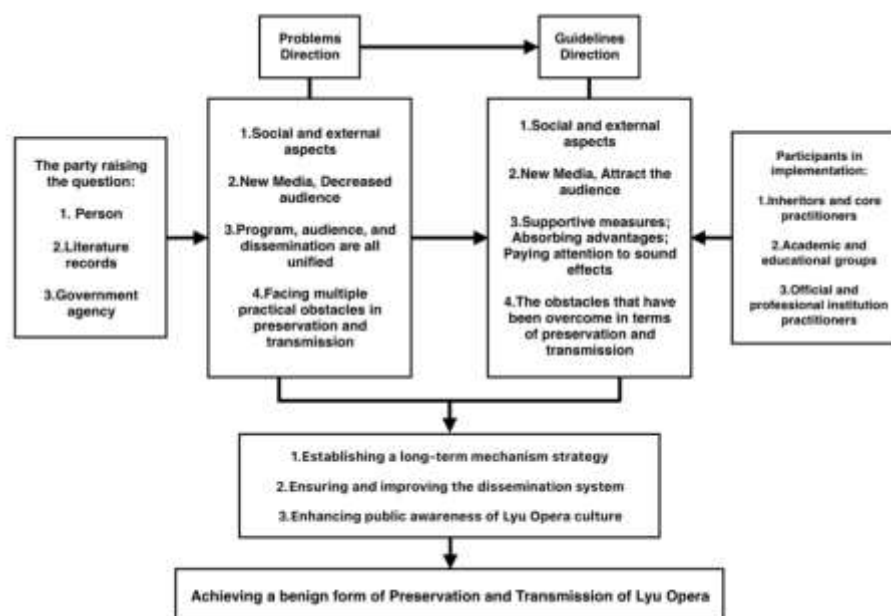 Problems
Direction
Guidelines
Direction
The party raising
the question:
1. Person
2.Literature
records
3.Government
agency
1.Social and external
aspects
2.New Media, Decreased
audience
3.Program, audience, and
dissemination are all
unified
4.Facing multiple
practical obstacles in
preservation and
transmission
1.Social and external
aspects
2.New Media, Attract the
audience
3.Supportive measures;
Absorbing advantages;
Paying attention to sound
effects
4.The obstacles that have
been overcome in terms of
preservation and
transmission
Participants in
implementation:
1.Inheritors and core
practitioners
2.Academic and
educational groups
3.Official and
professional institution
practitioners
1.Establishing a long-term mechanism strategy
2.Ensuring and improving the dissemination system
3.Enhancing public awareness of Lyu Opera culture
Achieving a benign form of Preservation and Transmission of Lyu Opera